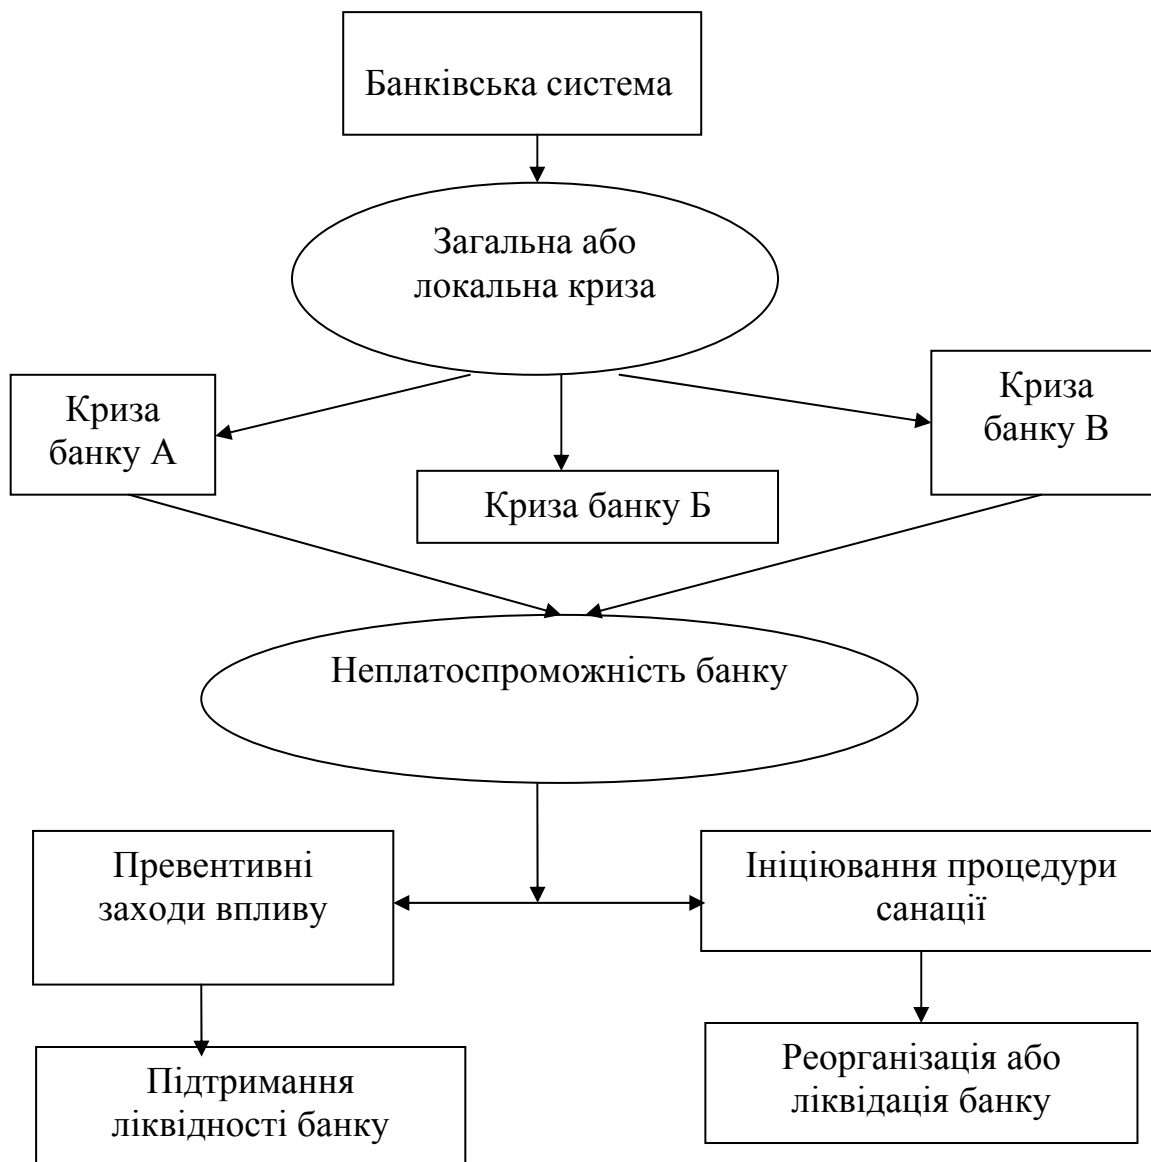 Банківська система
Загальна або
локальна криза
Криза
банку А
Криза банку Б
Криза
банку В
Неплатоспроможність банку
Превентивні
заходи впливу
Ініціювання процедури
санації
Підтримання
ліквідності банку
Реорганізація або
ліквідація банку